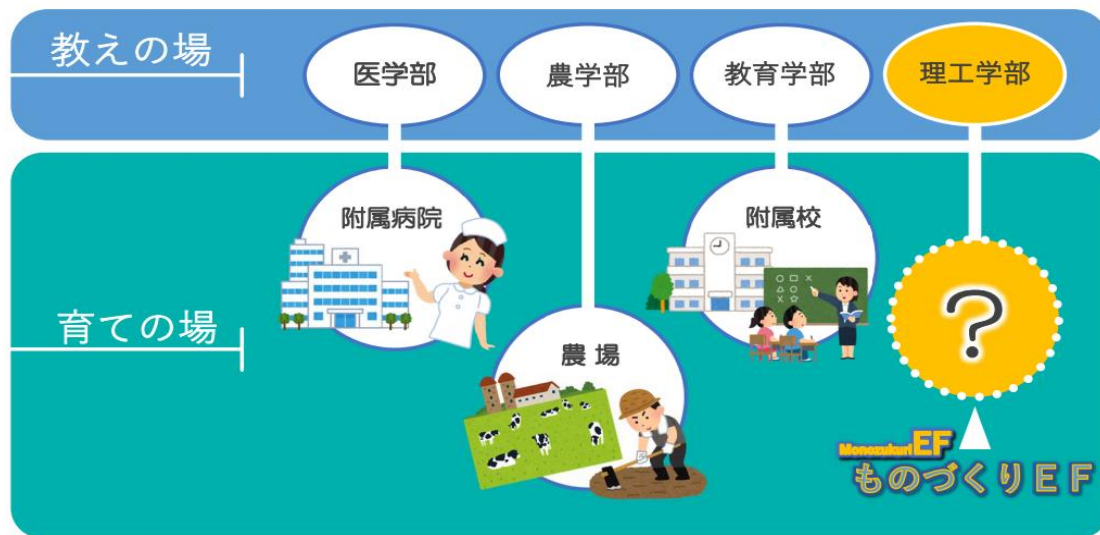 教えの場
医学部
農学部
教育学部
理工学部
育ての場
附属病院
附属校
農場
?
MonozukuriEF
ものづくりEF